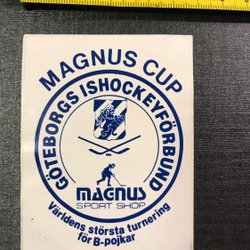 MAGNUS CUP
GÖTEBORGS ISHOCKEYFÖRBUND
MAGNUS
SPORT SHOP
Världens största turnering
för B-pojkar